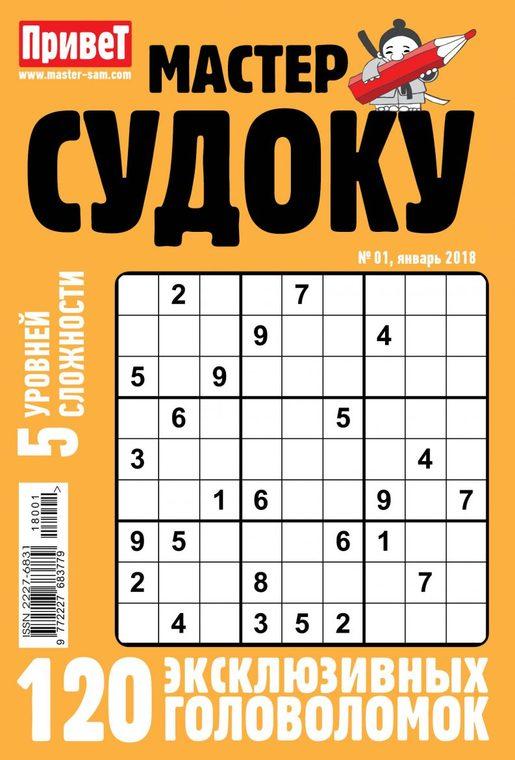 ПРИВЕТ
www.master-sam.com
МАСТЕР
СУДОКУ
№ 01, январь 2018
5 УРОВНЕЙ
СЛОЖНОСТИ
2 7
9 4
5 9
6 5
3 4
1 6 9 7
9 5 6 1
2 8 7
4 3 5 2
ISSN 2227-6831
18001
9 772227 683779
120 ЭКСКЛЮЗИВНЫХ
ГОЛОВОЛОМОК